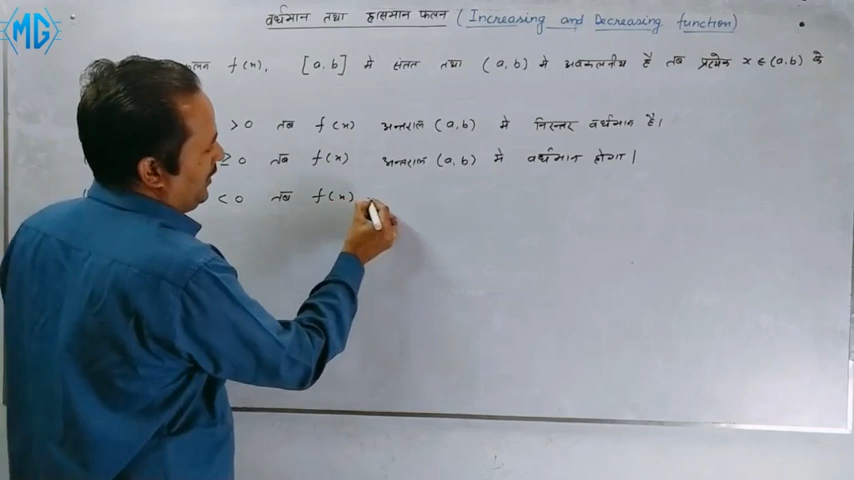 MG
वर्धमान तथा ह्रासमान फलन (Increasing and Decreasing function)
फलन f(x), [a, b] मे संतत तथा (a, b) मे अवकलनीय है तब प्रत्येक x ∈ (a, b) के
> 0 तब f(x) अन्तराल (a, b) मे निरन्तर वर्धमान है।
≥ 0 तब f(x) अन्तराल (a, b) मे वर्धमान होगा।
< 0 तब f(x)